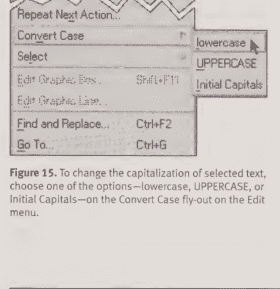 Repeat Next Action...
Convert Case
lowercase
Select
UPPERCASE
Edit Graphic Box... Shift+F11
Initial Capitals
Edit Graphic Line...
Find and Replace... Ctrl+F2
Go To... Ctrl+G
Figure 15. To change the capitalization of selected text,
choose one of the options—lowercase, UPPERCASE, or
Initial Capitals—on the Convert Case fly-out on the Edit
menu.